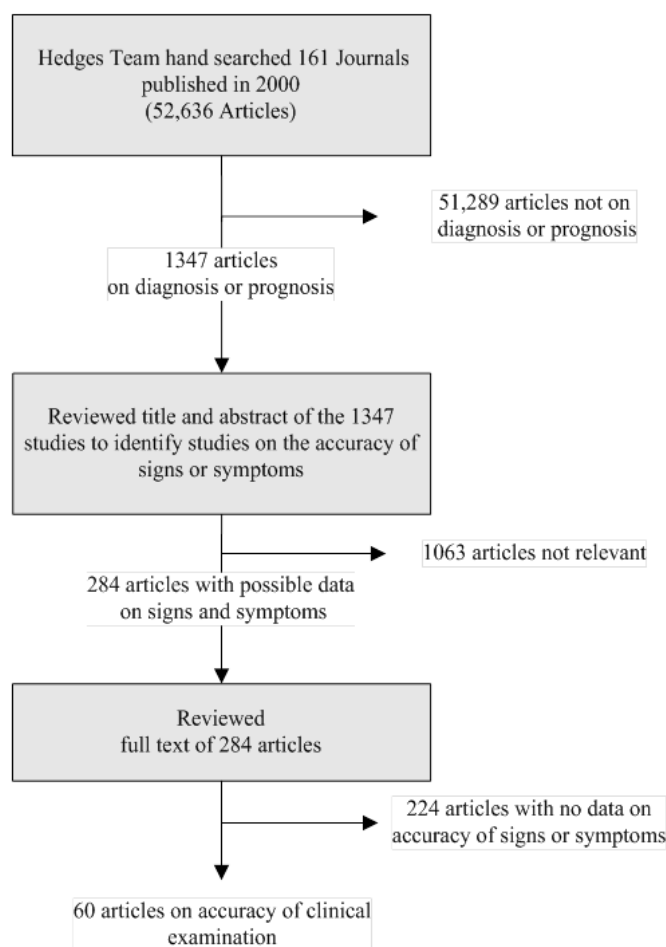 Hedges Team hand searched 161 Journals
published in 2000
(52,636 Articles)
51,289 articles not on
diagnosis or prognosis
1347 articles
on diagnosis or prognosis
Reviewed title and abstract of the 1347
studies to identify studies on the accuracy of
signs or symptoms
1063 articles not relevant
284 articles with possible data
on signs and symptoms
Reviewed
full text of 284 articles
224 articles with no data on
accuracy of signs or symptoms
60 articles on accuracy of clinical
examination